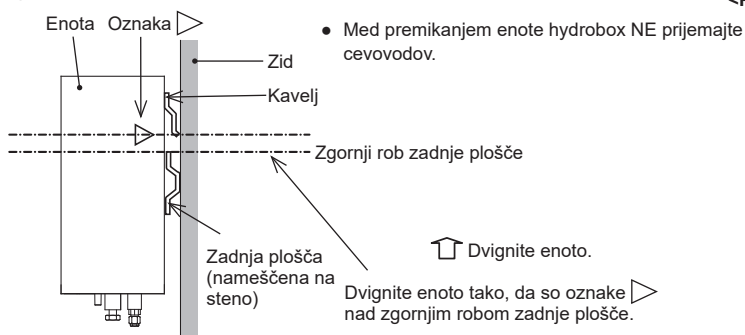 Enota
Oznaka ▷
● Med premikanjem enote hydrobox NE prijemajte
cevovodov.
Zid
Kavelj
Zgornji rob zadnje plošče
Zadnja plošča
(nameščena na
steno)
⇧ Dvignite enoto.
Dvignite enoto tako, da so oznake ▷
nad zgornjim robom zadnje plošče.